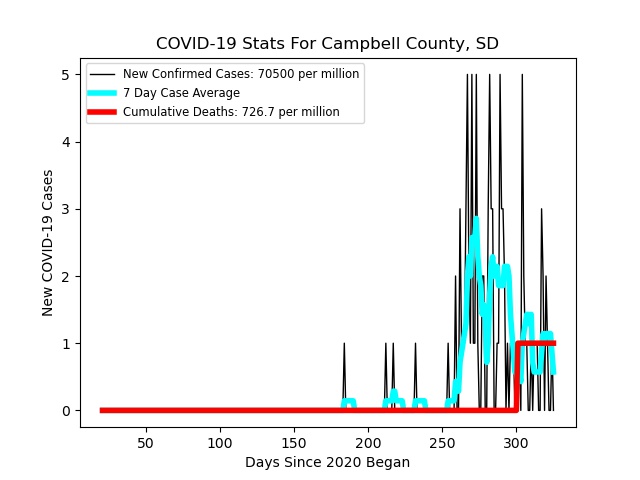 COVID-19 Stats For Campbell County, SD
New Confirmed Cases: 70500 per million
7 Day Case Average
Cumulative Deaths: 726.7 per million
New COVID-19 Cases
5
4
3
2
1
0
50
100
150
200
250
300
Days Since 2020 Began